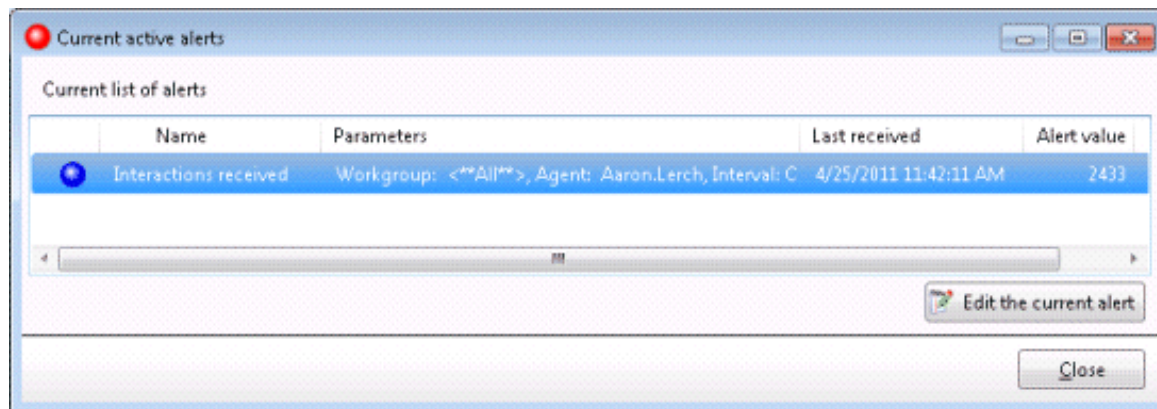 Current active alerts
Current list of alerts
Name Parameters Last received Alert value
Interactions received Workgroup: <**All**>, Agent: Aaron.Lerch, Interval: C 4/25/2011 11:42:11 AM 2433
Edit the current alert
Close